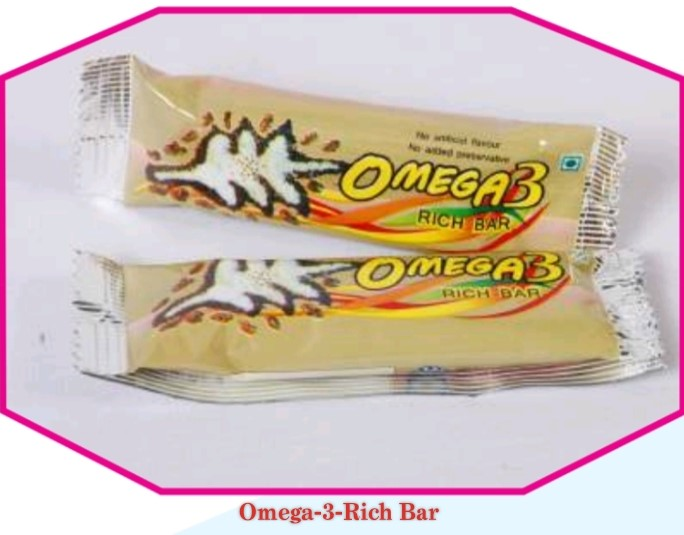 No artificial flavour
No added preservative
OMEGA3
RICH BAR
OMEGA3
RICH BAR
Omega-3-Rich Bar